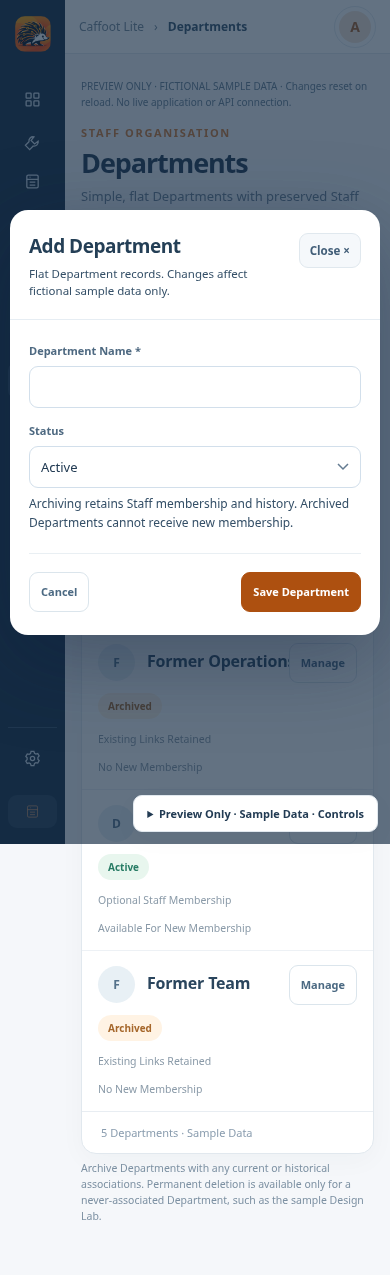 Caffoot Lite › Departments
A
PREVIEW ONLY · FICTIONAL SAMPLE DATA · Changes reset on
reload. No live application or API connection.
STAFF ORGANISATION
Departments
Simple, flat Departments with preserved Staff
Add Department
Close ×
Flat Department records. Changes affect
fictional sample data only.
Department Name *
Status
Active
Archiving retains Staff membership and history. Archived
Departments cannot receive new membership.
Cancel
Save Department
F
Former Operations
Manage
Archived
Existing Links Retained
No New Membership
D
▶ Preview Only · Sample Data · Controls
Active
Optional Staff Membership
Available For New Membership
F
Former Team
Manage
Archived
Existing Links Retained
No New Membership
5 Departments · Sample Data
Archive Departments with any current or historical
associations. Permanent deletion is available only for a
never-associated Department, such as the sample Design
Lab.